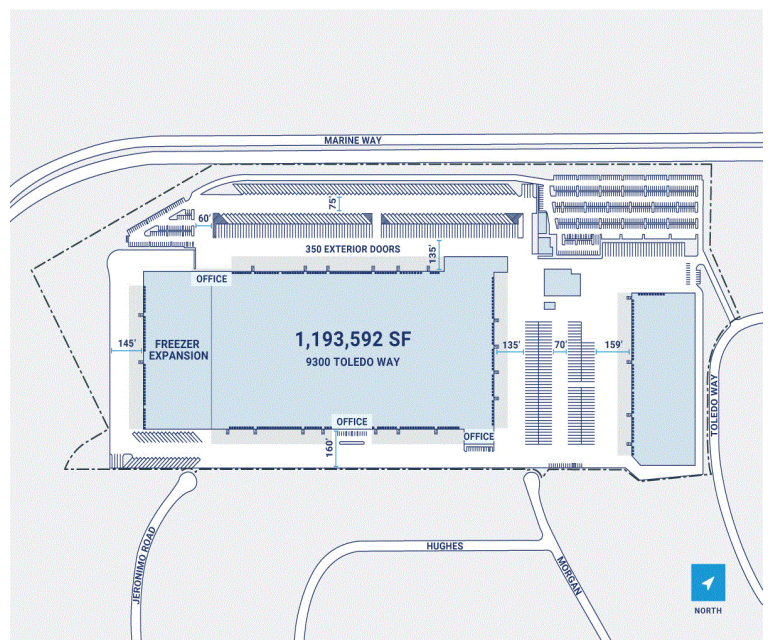 MARINE WAY
75'
60'
350 EXTERIOR DOORS
135'
OFFICE
145'
FREEZER
EXPANSION
1,193,592 SF
9300 TOLEDO WAY
135'
70'
159'
TOLEDO WAY
OFFICE
OFFICE
160'
JERONIMO ROAD
HUGHES
MORGAN
NORTH